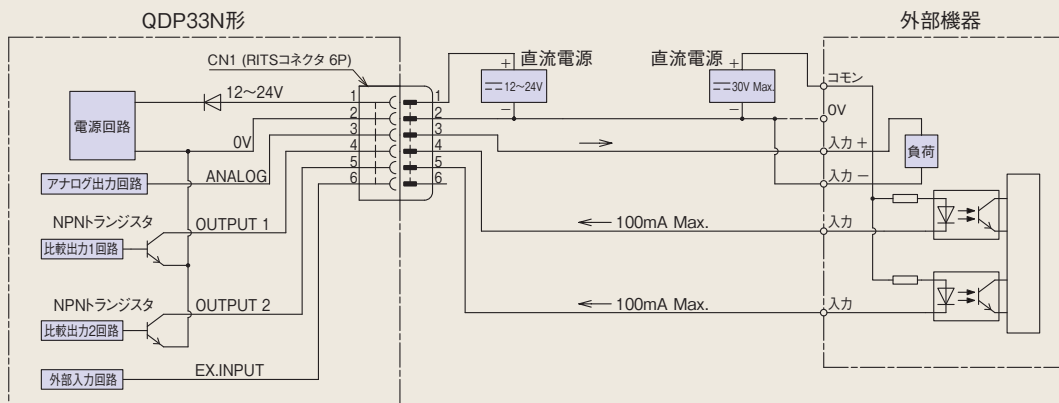 QDP33N形
外部機器
CN1 (RITSコネクタ 6P)
直流電源
直流電源
+
+
12〜24V
1
1
12〜24V
30V Max.
コモン
電源回路
2
2
−
−
0V
0V
3
3
入力 +
負荷
4
4
アナログ出力回路
ANALOG
5
5
入力 −
6
6
NPNトランジスタ
OUTPUT 1
100mA Max.
入力
比較出力1回路
NPNトランジスタ
OUTPUT 2
100mA Max.
入力
比較出力2回路
外部入力回路
EX.INPUT